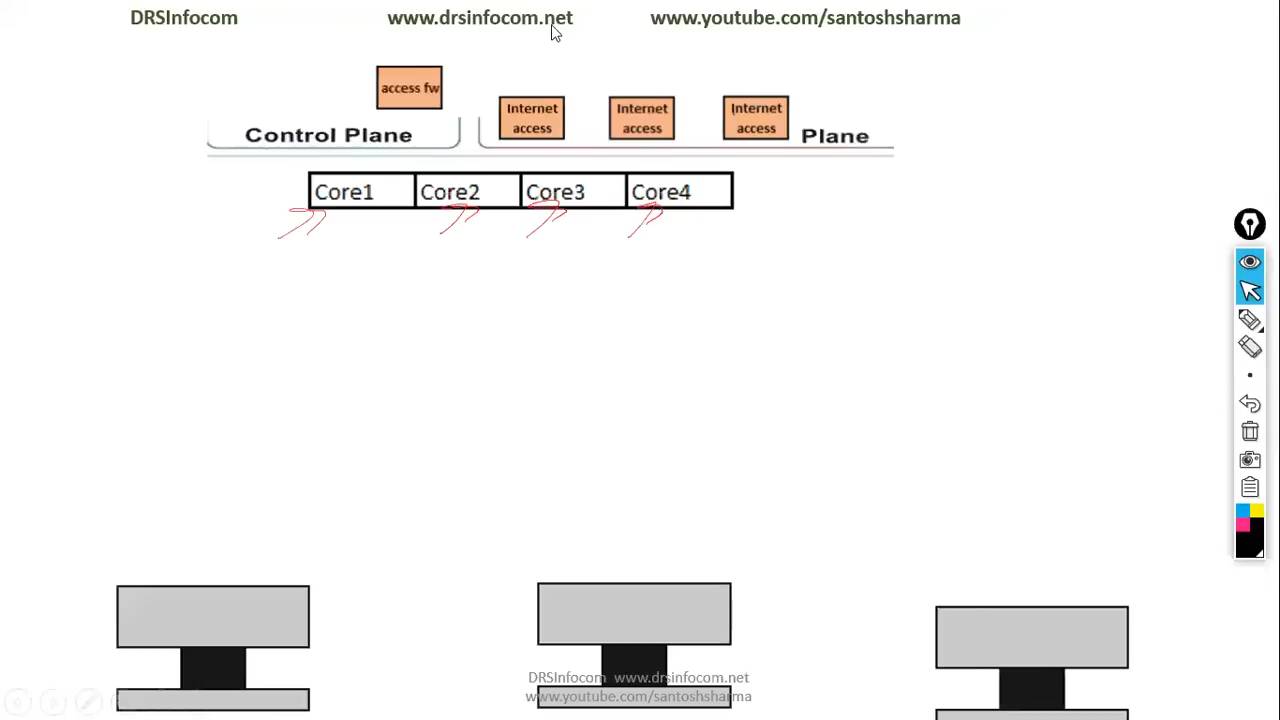 DRSInfocom www.drsinfocom.net www.youtube.com/santoshsharma
access fw
Internet access
Internet access
Internet access
Control Plane
Plane
Core1 Core2 Core3 Core4
DRSInfocom www.drsinfocom.net
www.youtube.com/santoshsharma